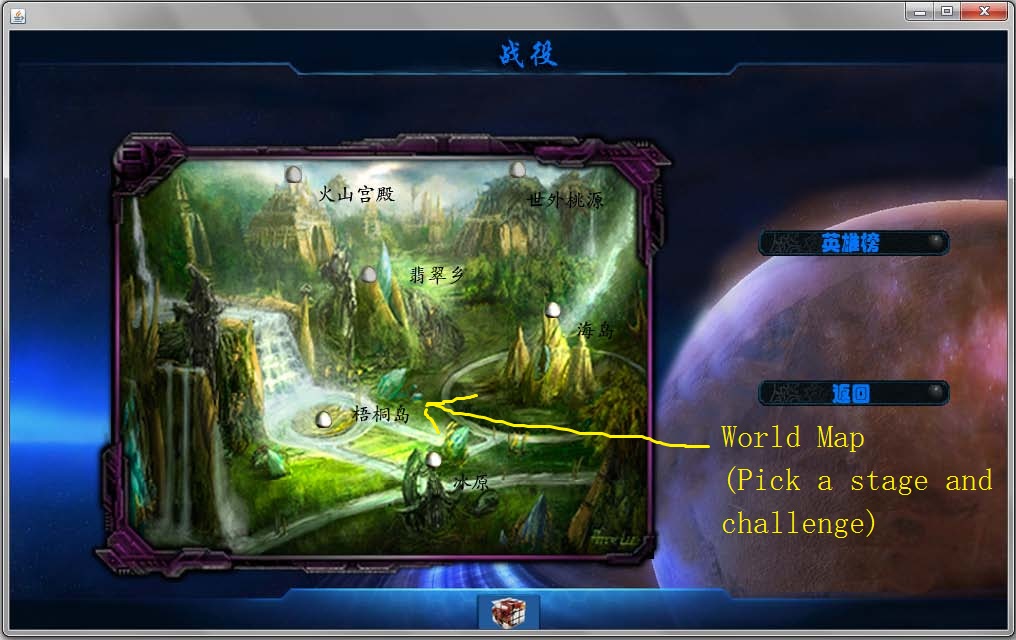 战役
火山宫殿
世外桃源
英雄榜
翡翠乡
海岛
返回
梧桐岛
World Map
(Pick a stage and
challenge)
冰原